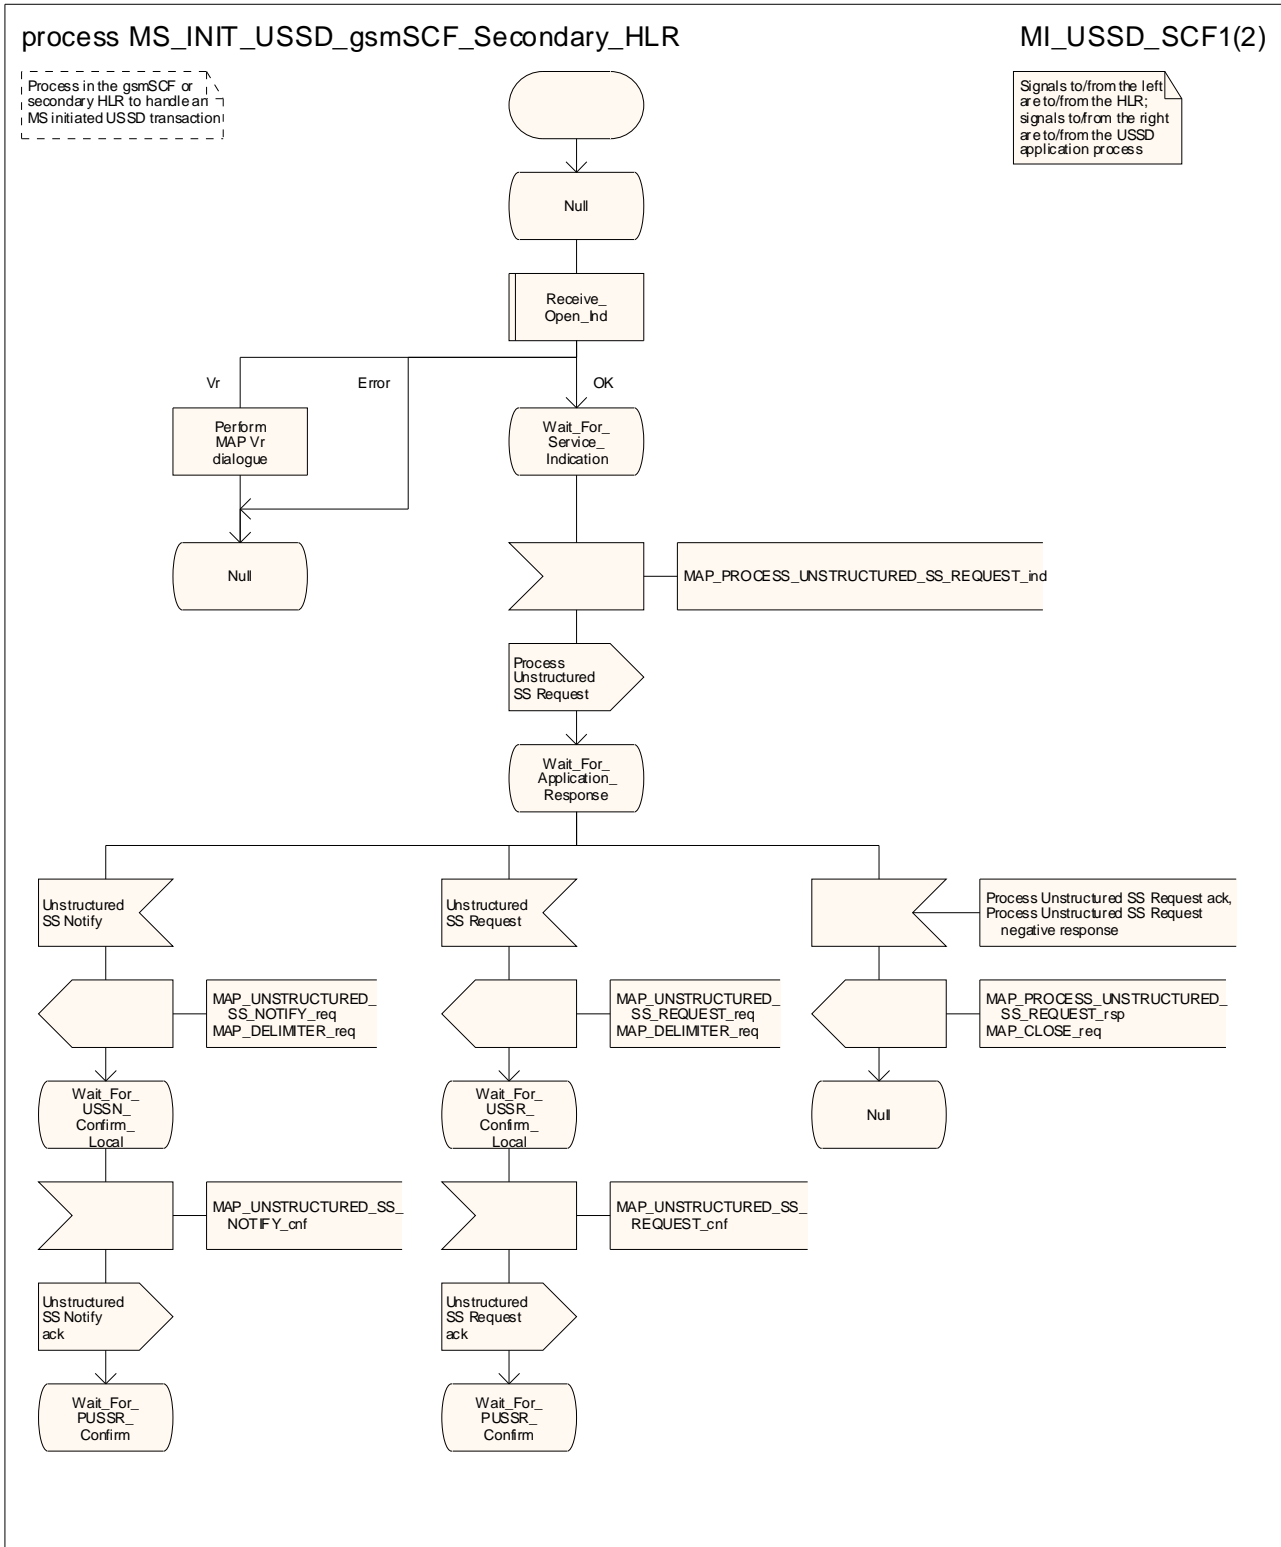 process MS_INIT_USSD_gsmSCF_Secondary_HLR
MI_USSD_SCF1(2)
Process in the gsmSCF or
secondary HLR to handle an
MS initiated USSD transaction
Signals to/from the left
are to/from the HLR;
signals to/from the right
are to/from the USSD
application process
Null
Receive_
Open_Ind
Vr
Error
OK
Perform
MAP Vr
dialogue
Wait_For_
Service_
Indication
Null
MAP_PROCESS_UNSTRUCTURED_SS_REQUEST_ind
Process
Unstructured
SS Request
Wait_For_
Application_
Response
Unstructured
SS Notify
Unstructured
SS Request
Process Unstructured SS Request ack,
Process Unstructured SS Request
negative response
MAP_UNSTRUCTURED_
SS_NOTIFY_req
MAP_DELIMITER_req
MAP_UNSTRUCTURED_
SS_REQUEST_req
MAP_DELIMITER_req
MAP_PROCESS_UNSTRUCTURED_
SS_REQUEST_rsp
MAP_CLOSE_req
Wait_For_
USSN_
Confirm_
Local
Wait_For_
USSR_
Confirm_
Local
Null
MAP_UNSTRUCTURED_SS_
NOTIFY_cnf
MAP_UNSTRUCTURED_SS_
REQUEST_cnf
Unstructured
SS Notify
ack
Unstructured
SS Request
ack
Wait_For_
PUSSR_
Confirm
Wait_For_
PUSSR_
Confirm